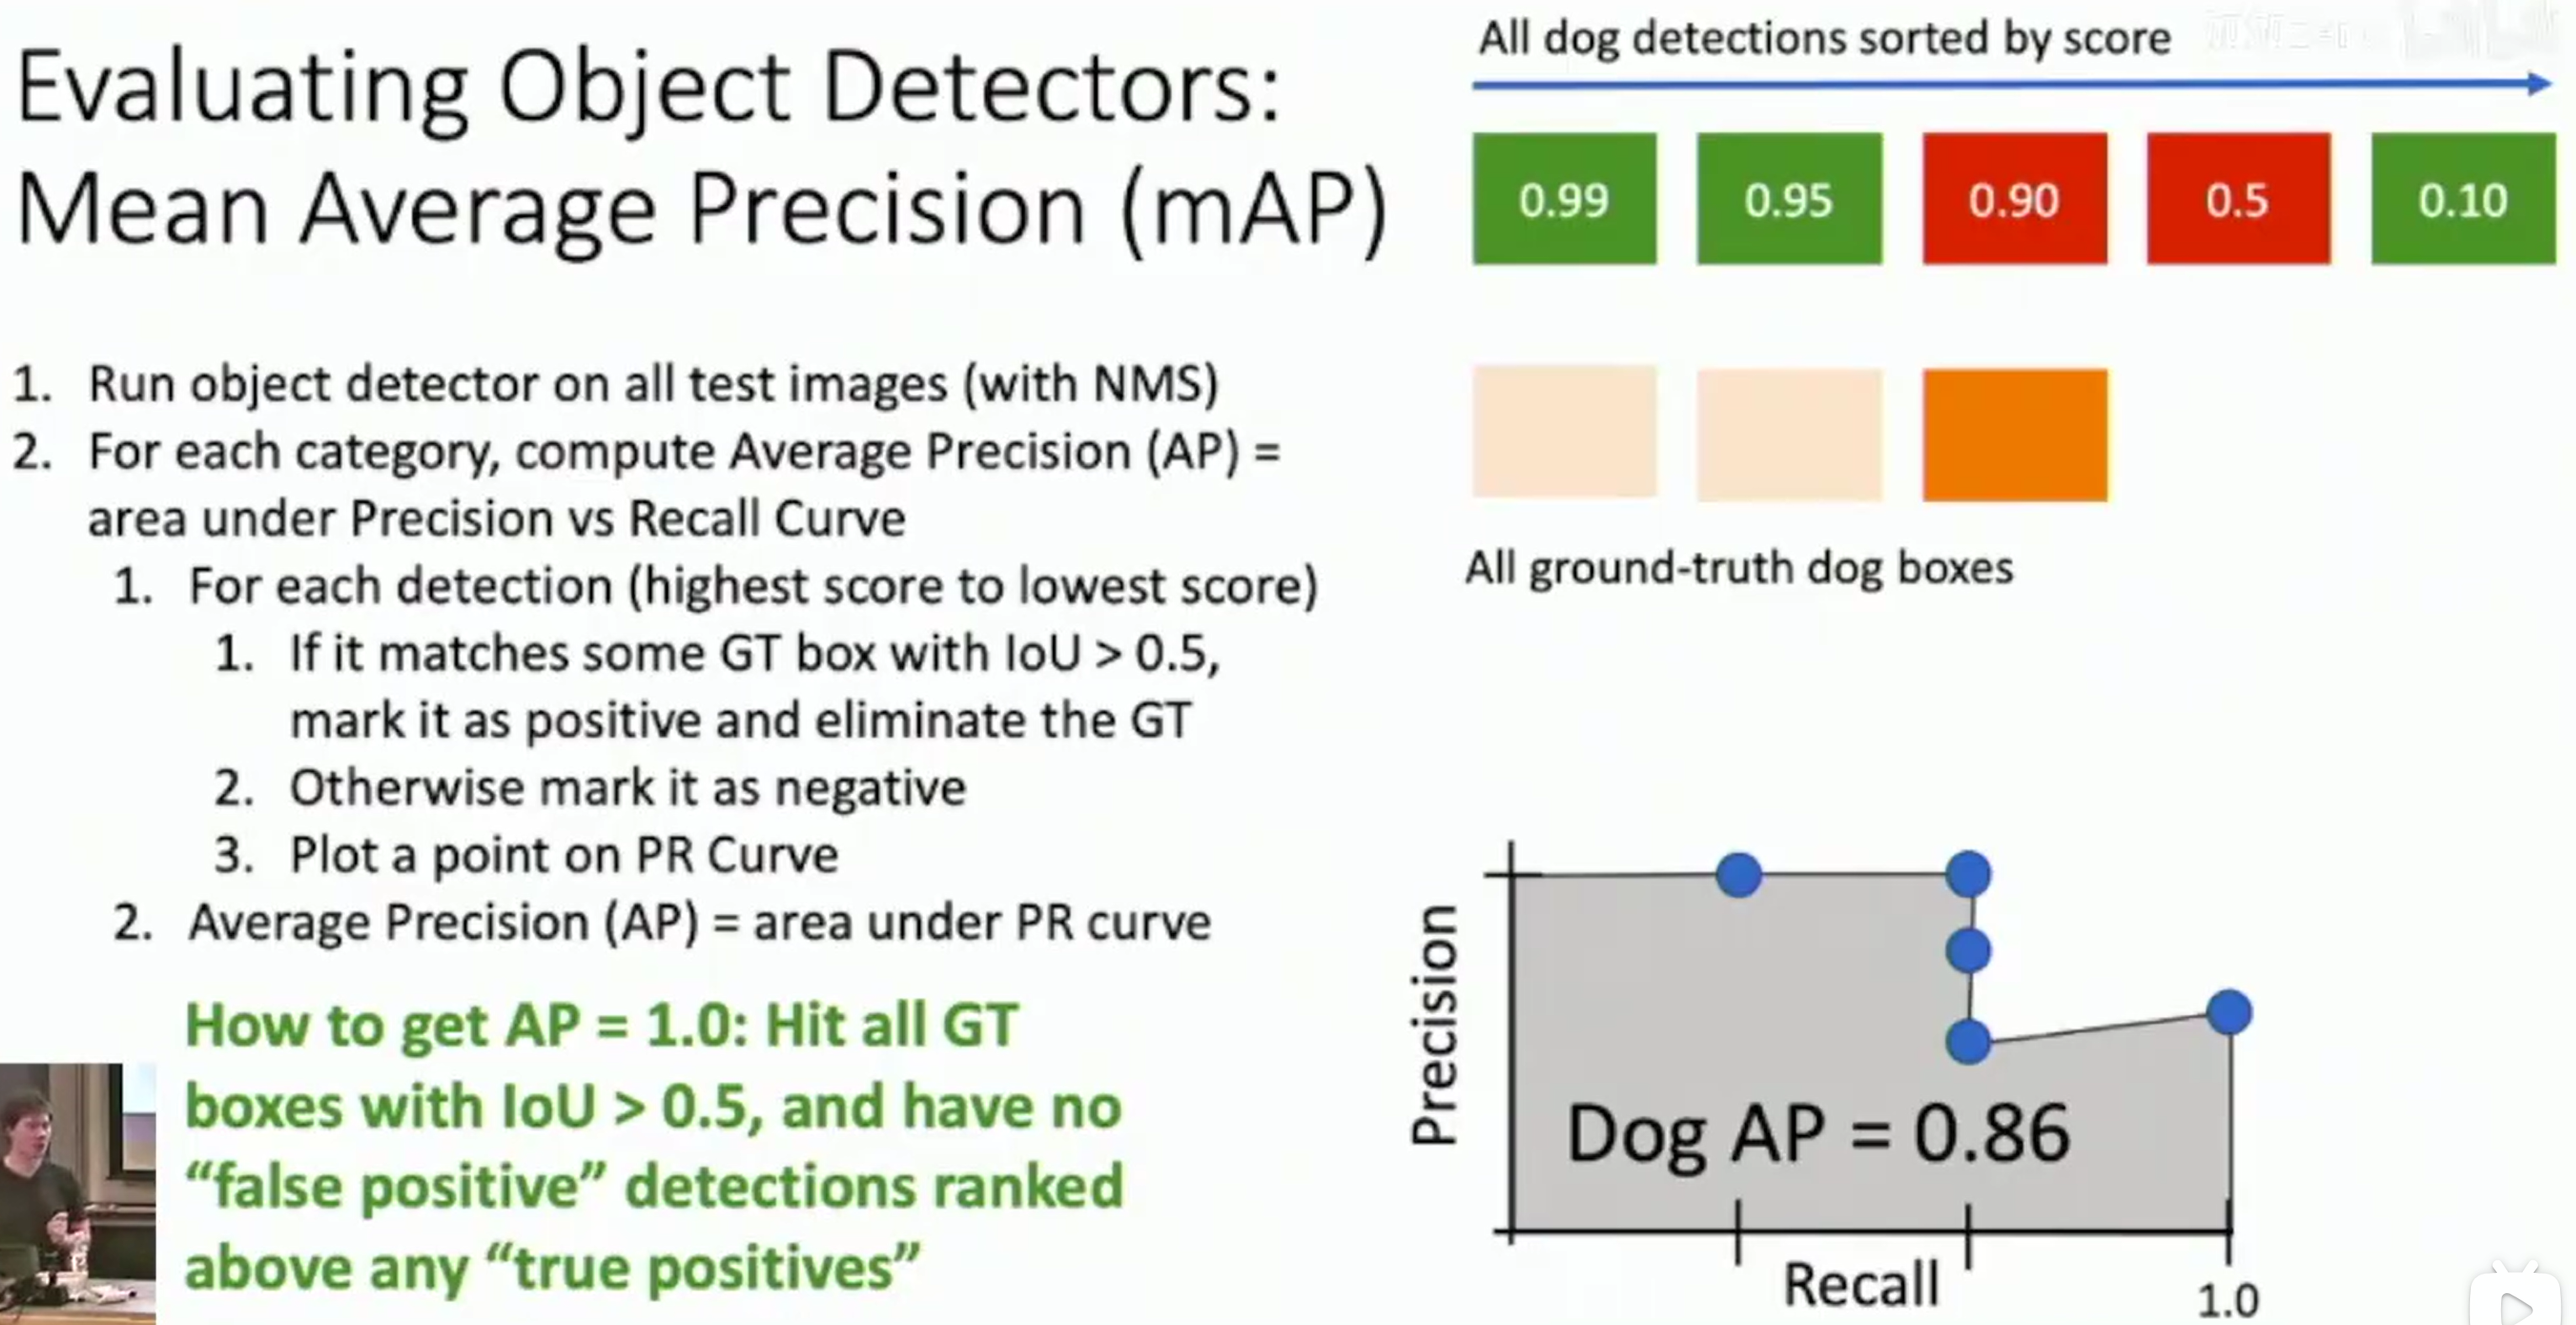 Evaluating Object Detectors:
Mean Average Precision (mAP)
1. Run object detector on all test images (with NMS)
2. For each category, compute Average Precision (AP) =
area under Precision vs Recall Curve
1. For each detection (highest score to lowest score)
1. If it matches some GT box with IoU > 0.5,
mark it as positive and eliminate the GT
2. Otherwise mark it as negative
3. Plot a point on PR Curve
2. Average Precision (AP) = area under PR curve
How to get AP = 1.0: Hit all GT
boxes with IoU > 0.5, and have no
“false positive” detections ranked
above any “true positives”
All dog detections sorted by score
0.99 0.95 0.90 0.5 0.10
All ground-truth dog boxes
Precision
Dog AP = 0.86
Recall
1.0